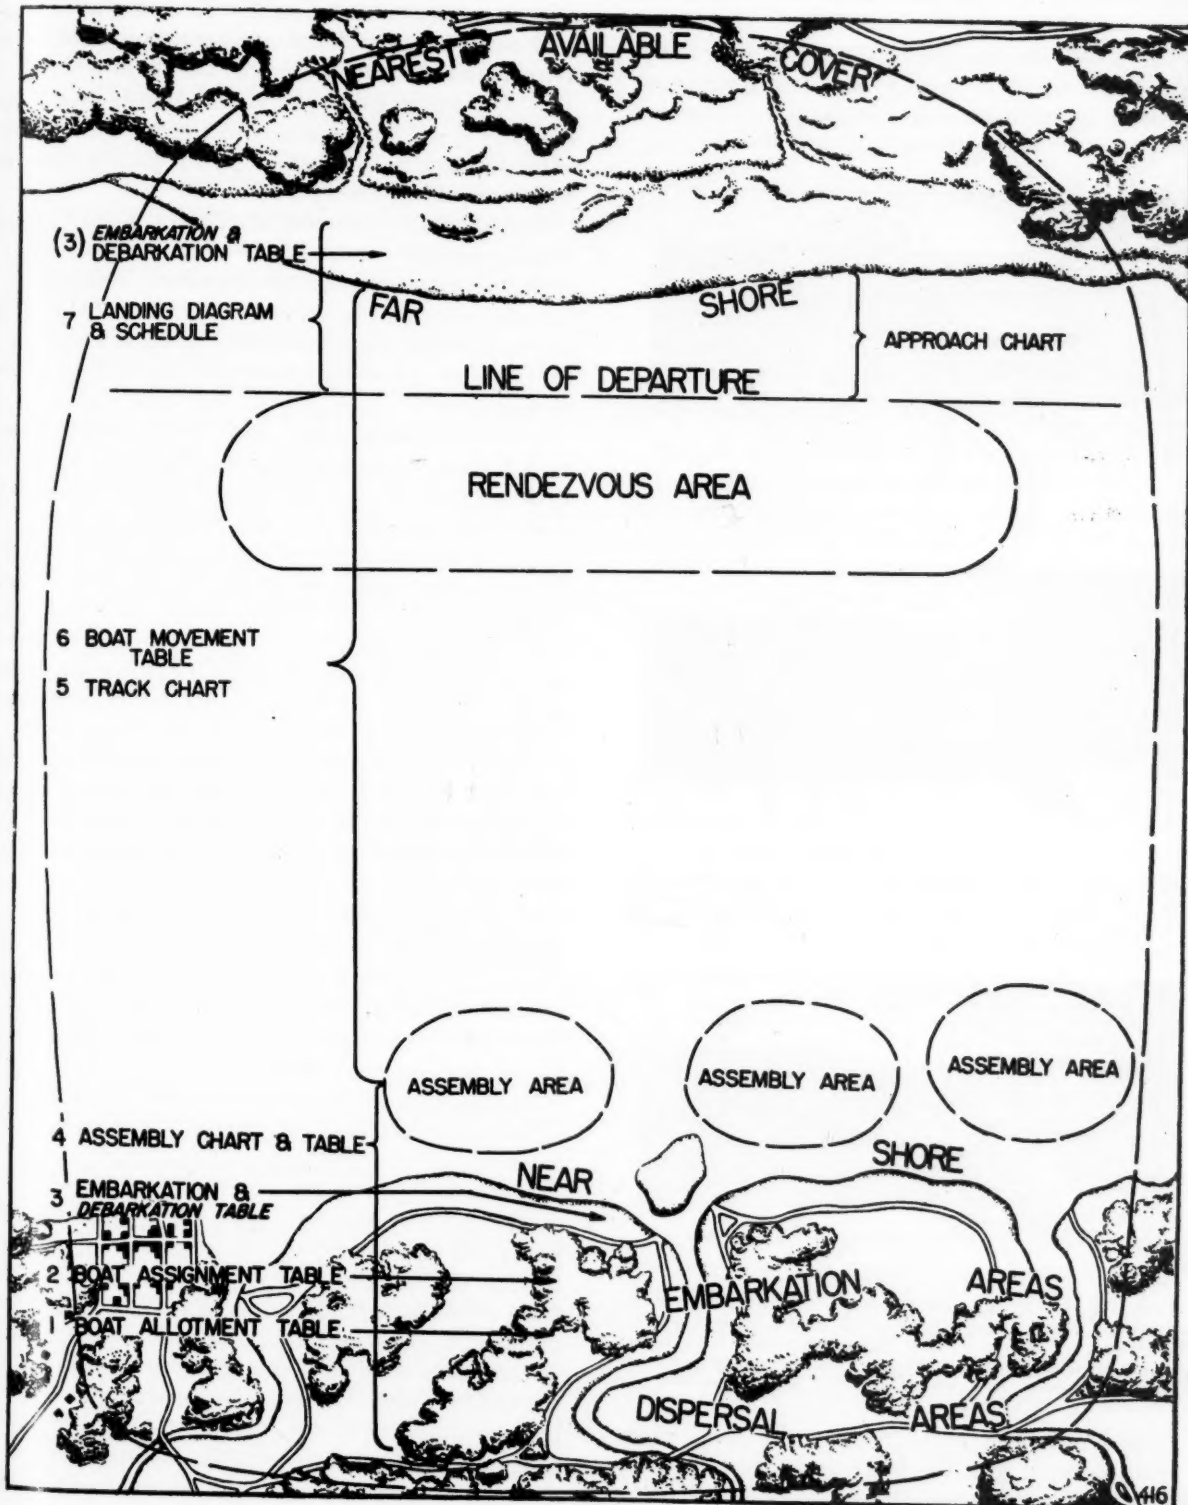 NEAREST AVAILABLE COVER
(3) EMBARKATION &
DEBARKATION TABLE
7 LANDING DIAGRAM
& SCHEDULE
FAR SHORE
APPROACH CHART
LINE OF DEPARTURE
RENDEZVOUS AREA
6 BOAT MOVEMENT
TABLE
5 TRACK CHART
ASSEMBLY AREA
ASSEMBLY AREA
ASSEMBLY AREA
4 ASSEMBLY CHART & TABLE
NEAR SHORE
3 EMBARKATION &
DEBARKATION TABLE
2 BOAT ASSIGNMENT TABLE
EMBARKATION AREAS
1 BOAT ALLOTMENT TABLE
DISPERSAL AREAS
416